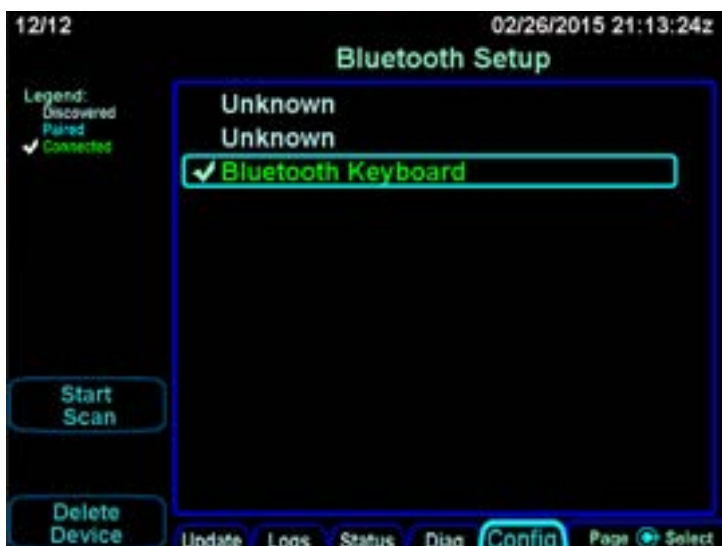 12/12
02/26/2015 21:13:24z
Bluetooth Setup
Legend:
Discovered
Paired
Connected
Unknown
Unknown
Bluetooth Keyboard
Start
Scan
Delete
Device
Update Logs Status Diag Config Page Select